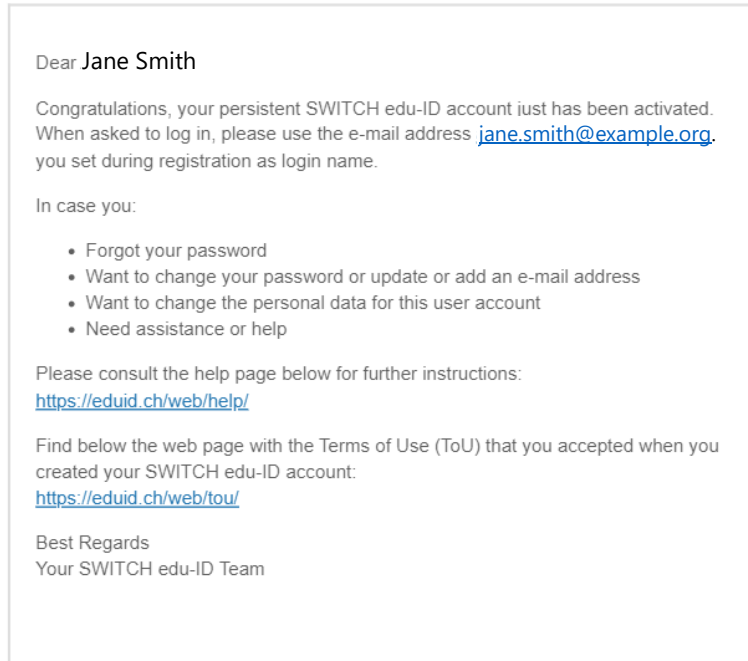 Dear Jane Smith
Congratulations, your persistent SWITCH edu-ID account just has been activated.
When asked to log in, please use the e-mail address jane.smith@example.org.
you set during registration as login name.
In case you:
• Forgot your password
• Want to change your password or update or add an e-mail address
• Want to change the personal data for this user account
• Need assistance or help
Please consult the help page below for further instructions:
https://eduid.ch/web/help/
Find below the web page with the Terms of Use (ToU) that you accepted when you
created your SWITCH edu-ID account:
https://eduid.ch/web/tou/
Best Regards
Your SWITCH edu-ID Team